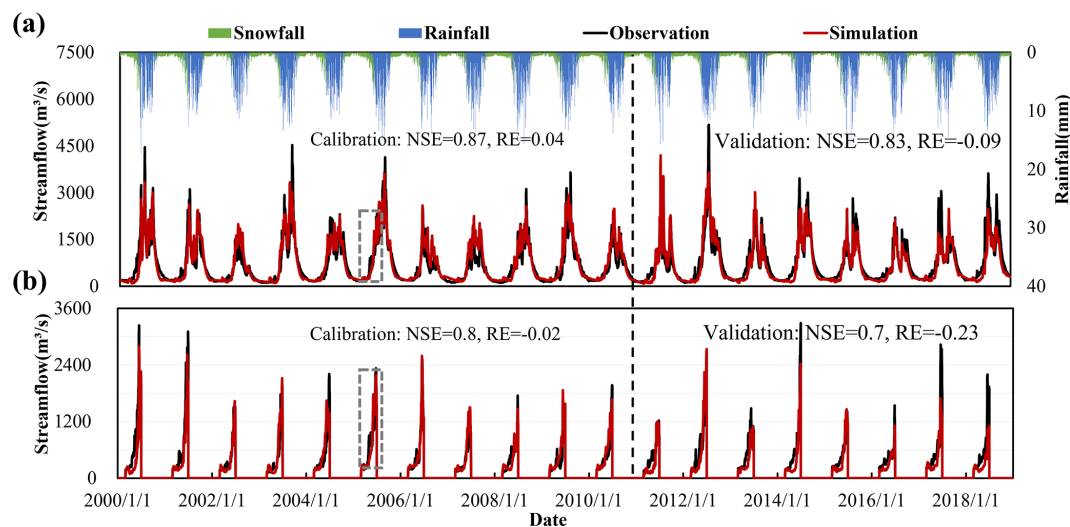 (a)
Snowfall Rainfall Observation Simulation
Streamflow(m³/s)
7500
6000
4500
3000
1500
0
Calibration: NSE=0.87, RE=0.04
Validation: NSE=0.83, RE=-0.09
0
10
20
30
40
Rainfall(mm)
(b)
Streamflow(m³/s)
3600
2400
1200
0
Calibration: NSE=0.8, RE=-0.02
Validation: NSE=0.7, RE=-0.23
2000/1/1 2002/1/1 2004/1/1 2006/1/1 2008/1/1 2010/1/1 2012/1/1 2014/1/1 2016/1/1 2018/1/1
Date